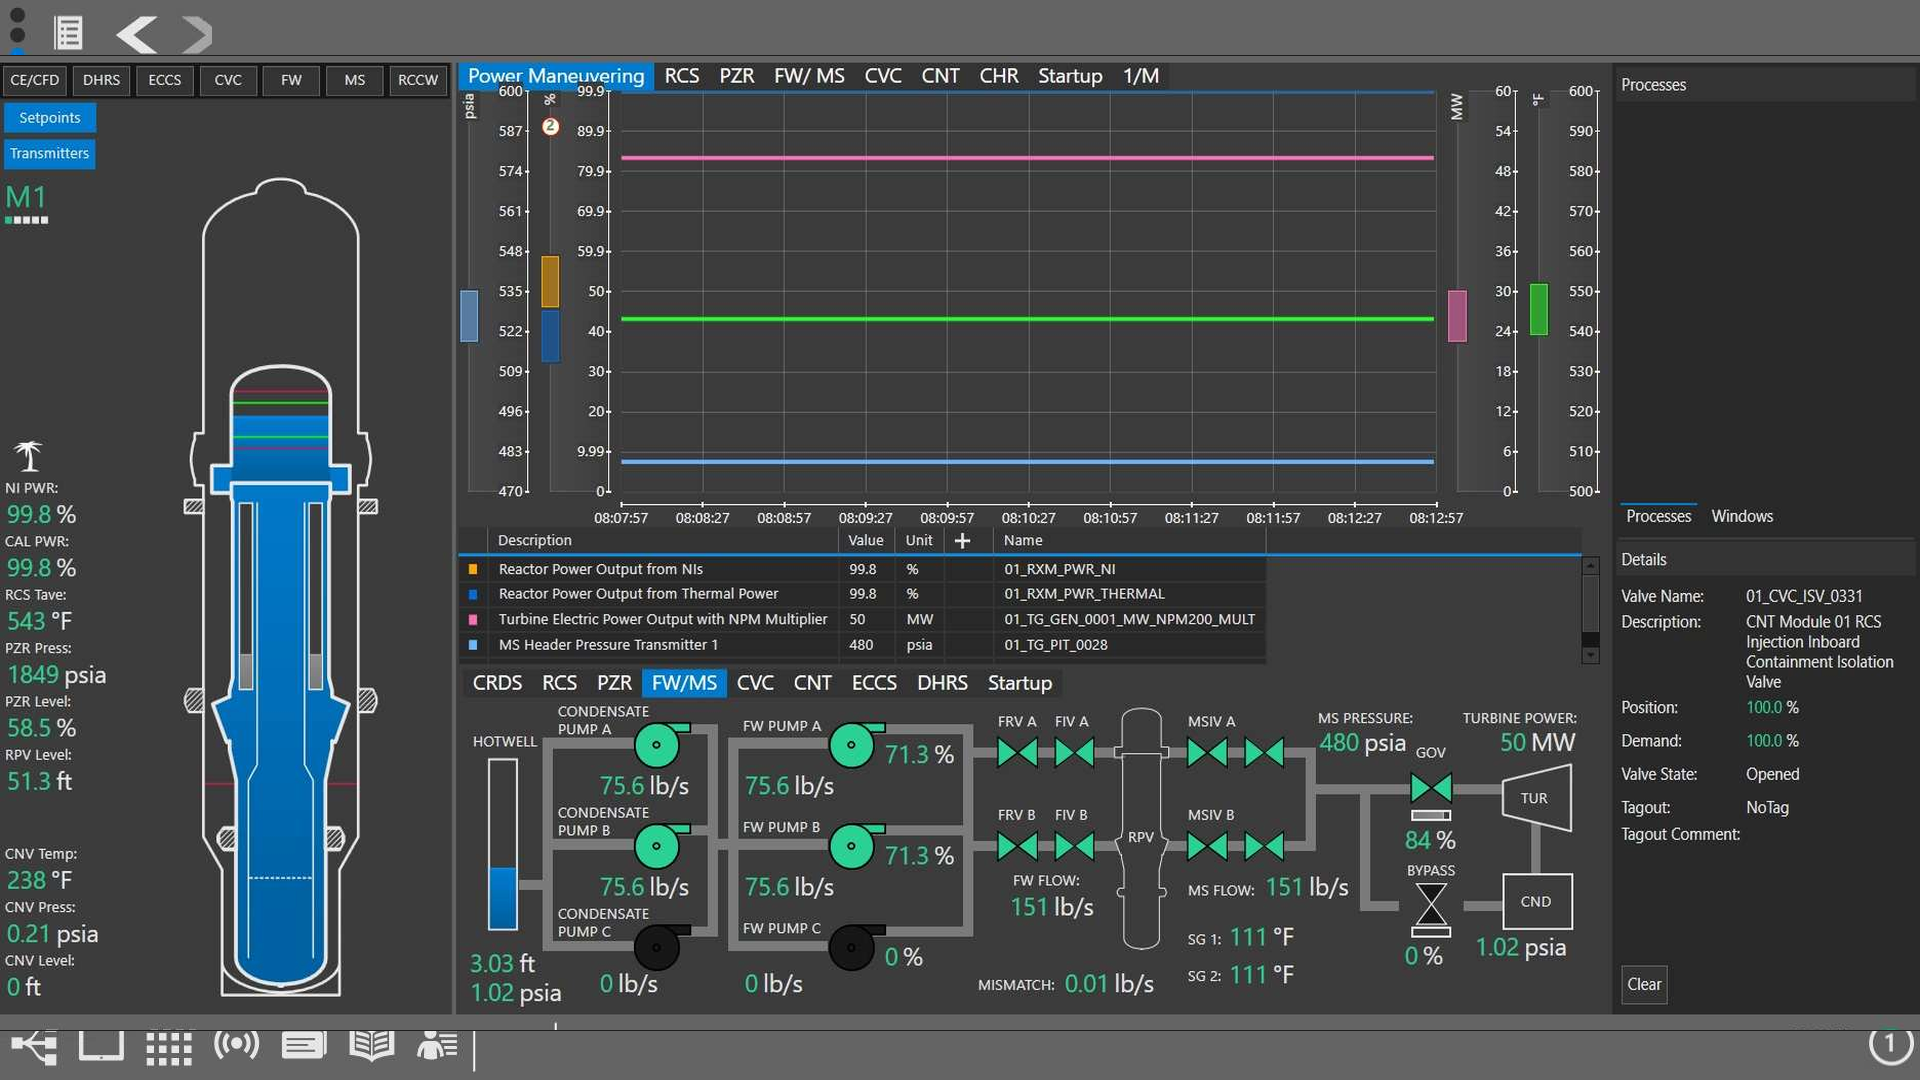 CE/CFD DHRS ECCS CVC FW MS RCCW
Setpoints
Transmitters
M1
NI PWR:
99.8 %
CAL PWR:
99.8 %
RCS Tave:
543 °F
PZR Press:
1849 psia
PZR Level:
58.5 %
RPV Level:
51.3 ft
CNV Temp:
238 °F
CNV Press:
0.21 psia
CNV Level:
0 ft
Power Maneuvering RCS PZR FW/ MS CVC CNT CHR Startup 1/M
psia 600 % 99.9 MW 60 °F 600
587 2 89.9 54 590
574 79.9 48 580
561 69.9 42 570
548 59.9 36 560
535 50 30 550
522 40 24 540
509 30 18 530
496 20 12 520
483 9.99 6 510
470 0 0 500
08:07:57 08:08:27 08:08:57 08:09:27 08:09:57 08:10:27 08:10:57 08:11:27 08:11:57 08:12:27 08:12:57
Description Value Unit + Name
Reactor Power Output from NIs 99.8 % 01_RXM_PWR_NI
Reactor Power Output from Thermal Power 99.8 % 01_RXM_PWR_THERMAL
Turbine Electric Power Output with NPM Multiplier 50 MW 01_TG_GEN_0001_MW_NPM200_MULT
MS Header Pressure Transmitter 1 480 psia 01_TG_PIT_0028
CRDS RCS PZR FW/MS CVC CNT ECCS DHRS Startup
HOTWELL
3.03 ft
1.02 psia
CONDENSATE
PUMP A
75.6 lb/s
CONDENSATE
PUMP B
75.6 lb/s
CONDENSATE
PUMP C
0 lb/s
FW PUMP A
71.3 %
75.6 lb/s
FW PUMP B
71.3 %
75.6 lb/s
FW PUMP C
0 %
0 lb/s
FRV A FIV A
FRV B FIV B
FW FLOW:
151 lb/s
MISMATCH: 0.01 lb/s
RPV
MSIV A
MSIV B
MS FLOW: 151 lb/s
SG 1: 111 °F
SG 2: 111 °F
MS PRESSURE:
480 psia
GOV
84 %
BYPASS
0 %
TURBINE POWER:
50 MW
TUR
CND
1.02 psia
Processes
Processes Windows
Details
Valve Name: 01_CVC_ISV_0331
Description: CNT Module 01 RCS
Injection Inboard
Containment Isolation
Valve
Position: 100.0 %
Demand: 100.0 %
Valve State: Opened
Tagout: NoTag
Tagout Comment:
Clear
1